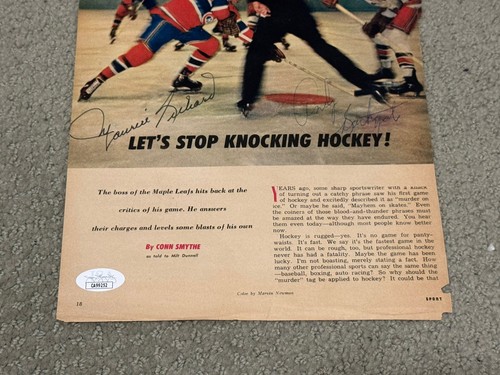 Maurice Richard
LET'S STOP KNOCKING HOCKEY!
The boss of the Maple Leafs hits back at the
critics of his game. He answers
their charges and levels some blasts of his own
By CONN SMYTHE
as told to Milt Dunnell
YEARS ago, some sharp sportswriter with a knack
of turning out a catchy phrase saw his first game
of hockey and excitedly described it as "murder on
ice." Or maybe he said, "Mayhem on skates." Even
the coiners of those blood-and-thunder phrases must
be amazed at the way they have endured. You hear
them even today—although most people know better
now.
Hockey is rugged—yes. It's no game for panty-
waists. It's fast. We say it's the fastest game in the
world. It can be rough, too, but professional hockey
never has had a fatality. Maybe the game has been
lucky. I'm not boasting, merely stating a fact. How
many other professional sports can say the same thing
—baseball, boxing, auto racing? So why should the
"murder" tag be applied to hockey? It could be that
JSA
Color by Marvin Newman
18
SPORT